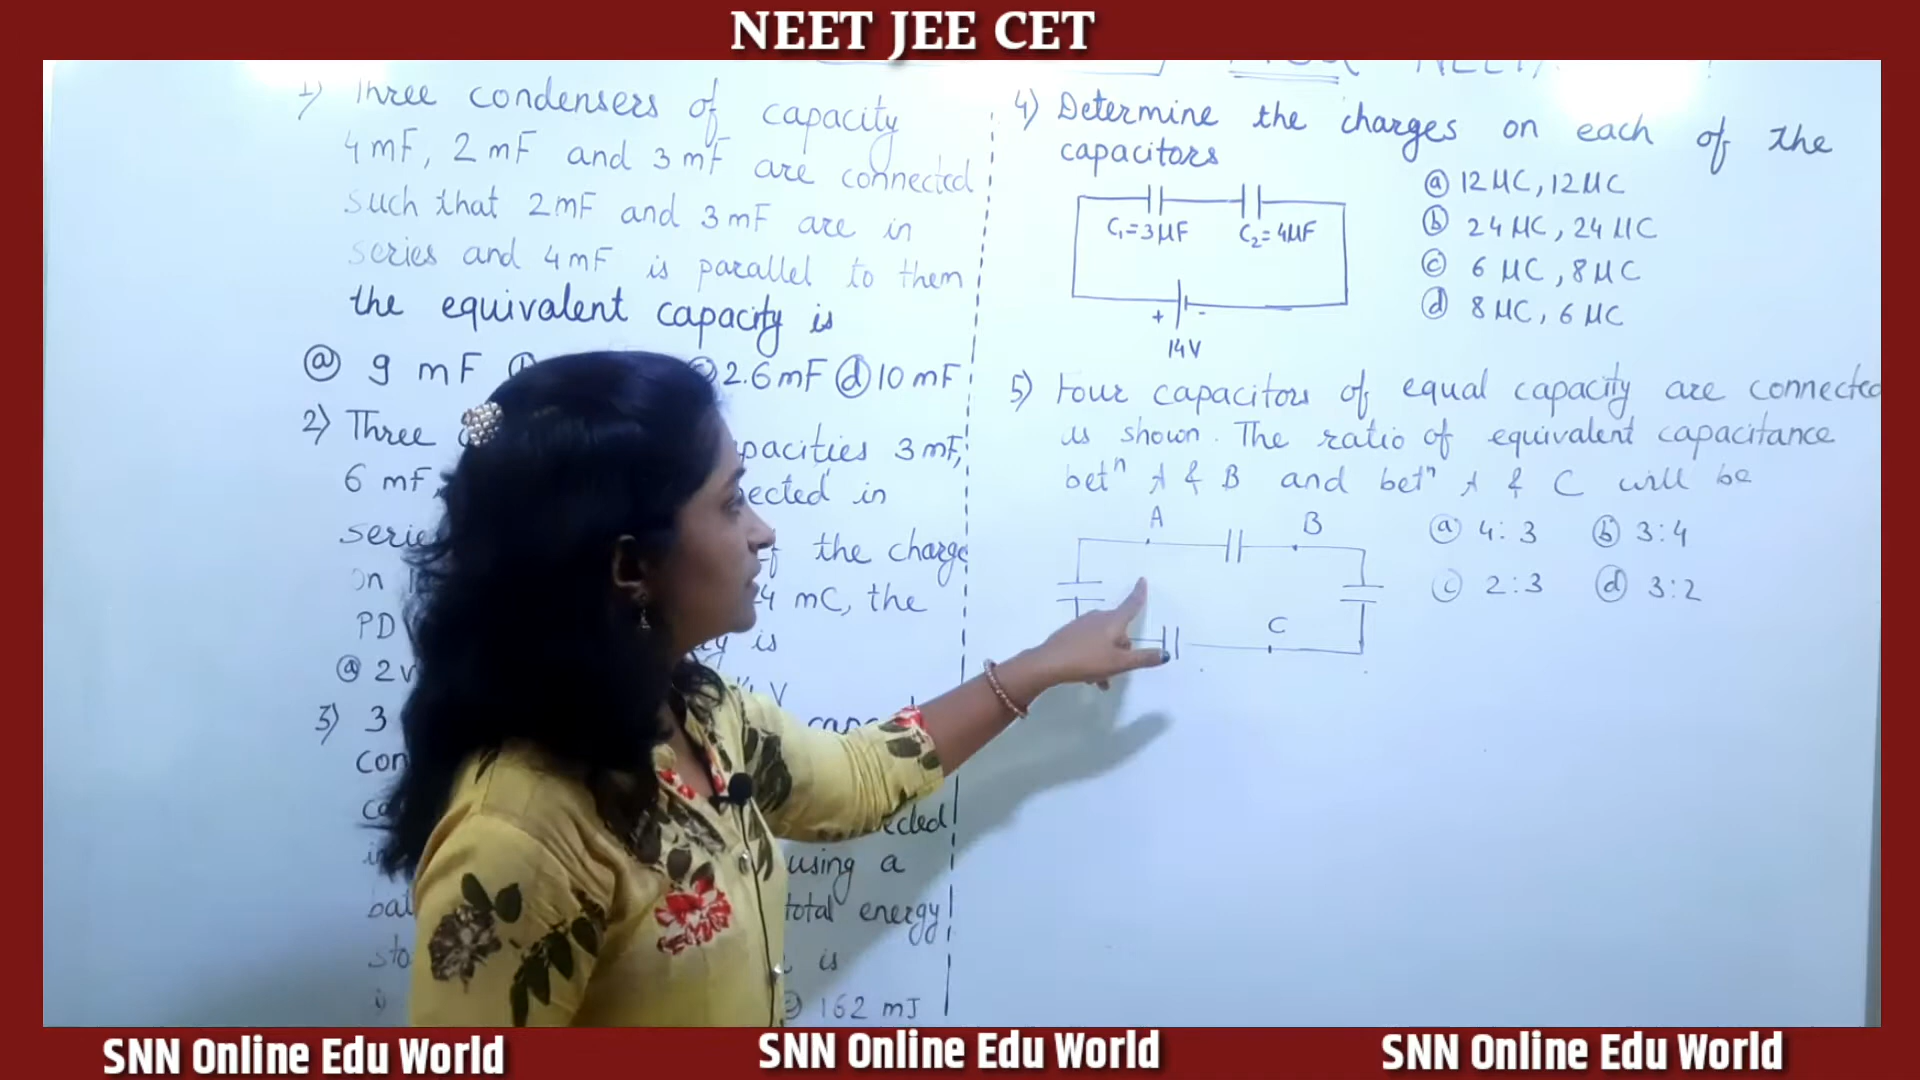 NEET JEE CET
1) Three condensers of capacity
4 mF, 2 mF and 3 mF are connected
such that 2 mF and 3 mF are in
series and 4 mF is parallel to them
the equivalent capacity is
ⓐ 9 mF 2.6 mF ⓓ 10 mF
2) Three pacities 3 mF,
6 mF, ected in
serie the charge
on 4 mC, the
PD is
ⓐ 2 V
3) 3
con
cted
using a
bat total energy
sto is
162 mJ
4) Determine the charges on each of the
capacitors
C₁=3μF C₂=4μF
+ -
14V
ⓐ 12 μC, 12 μC
ⓑ 24 μC, 24 μC
ⓒ 6 μC, 8 μC
ⓓ 8 μC, 6 μC
5) Four capacitors of equal capacity are connected
as shown. The ratio of equivalent capacitance
betⁿ A & B and betⁿ A & C will be
A B
C
ⓐ 4:3 ⓑ 3:4
ⓒ 2:3 ⓓ 3:2
SNN Online Edu World SNN Online Edu World SNN Online Edu World